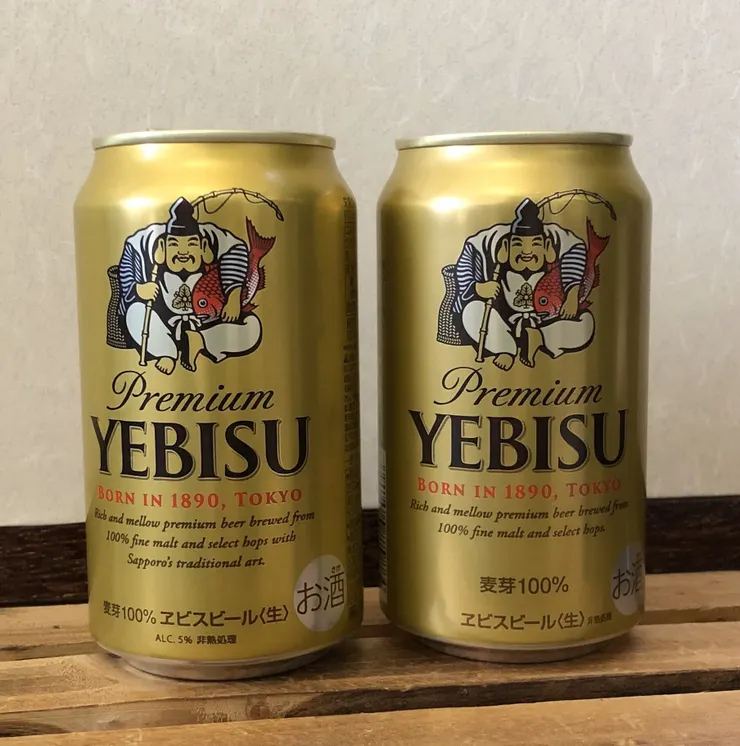 Premium
YEBISU
BORN IN 1890, TOKYO
Rich and mellow premium beer brewed from
100% fine malt and select hops with
Sapporo's traditional art.
さけ
お酒
麦芽100% ヱビスビール〈生〉
ALC. 5% 非熱処理
Premium
YEBISU
BORN IN 1890, TOKYO
Rich and mellow premium beer brewed from
100% fine malt and select hops.
麦芽100%
お酒
ヱビスビール〈生〉 非熱処理